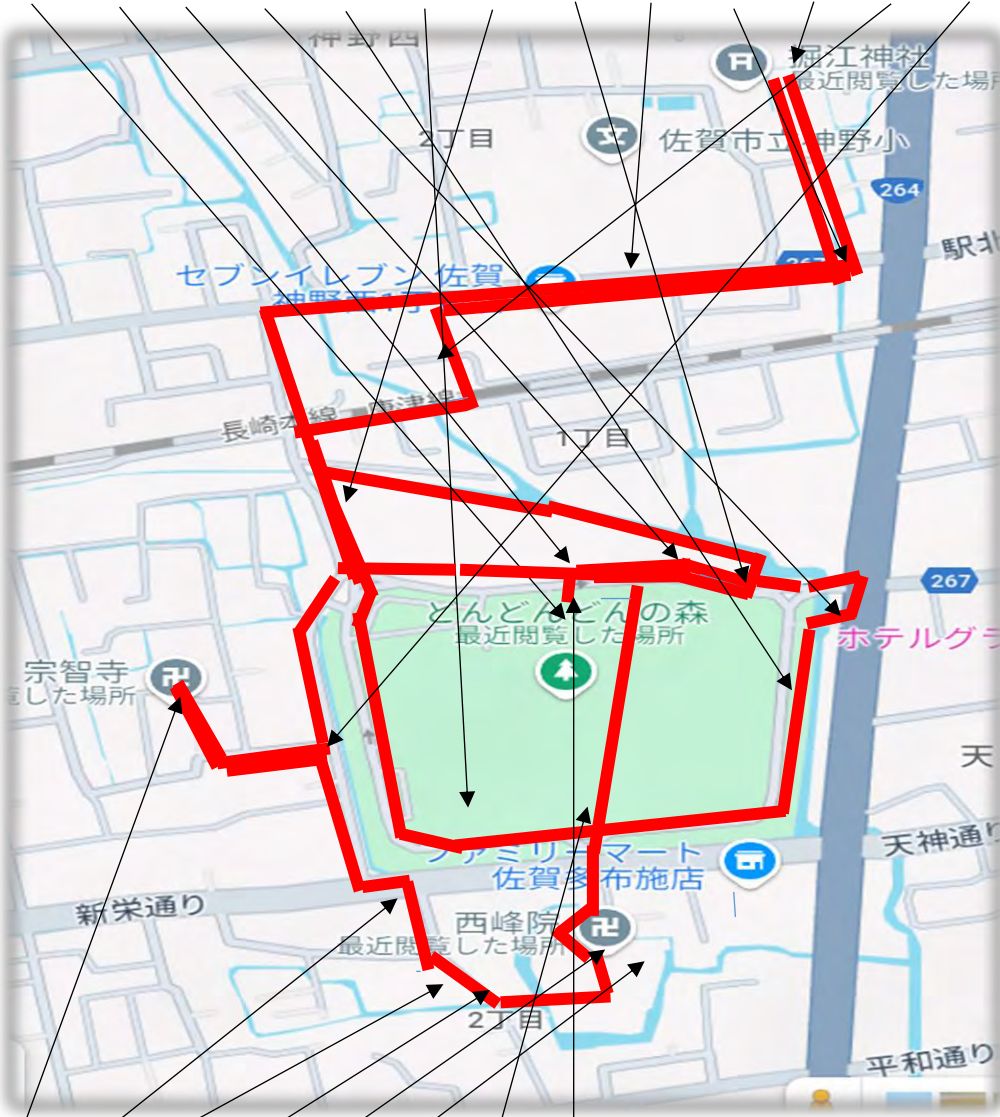 神野西
掘江神社
最近閲覧した場所
2丁目
佐賀市立神野小
264
駅北
267
セブンイレブン 佐賀
神野西1丁
長崎本線
唐津線
1丁目
267
どんどんどんの森
最近閲覧した場所
ホテルグラ
宗智寺
覧した場所
天
天神通り
ファミリーマート
佐賀多布施店
新栄通り
西峰院
最近閲覧した場所
2丁目
平和通り